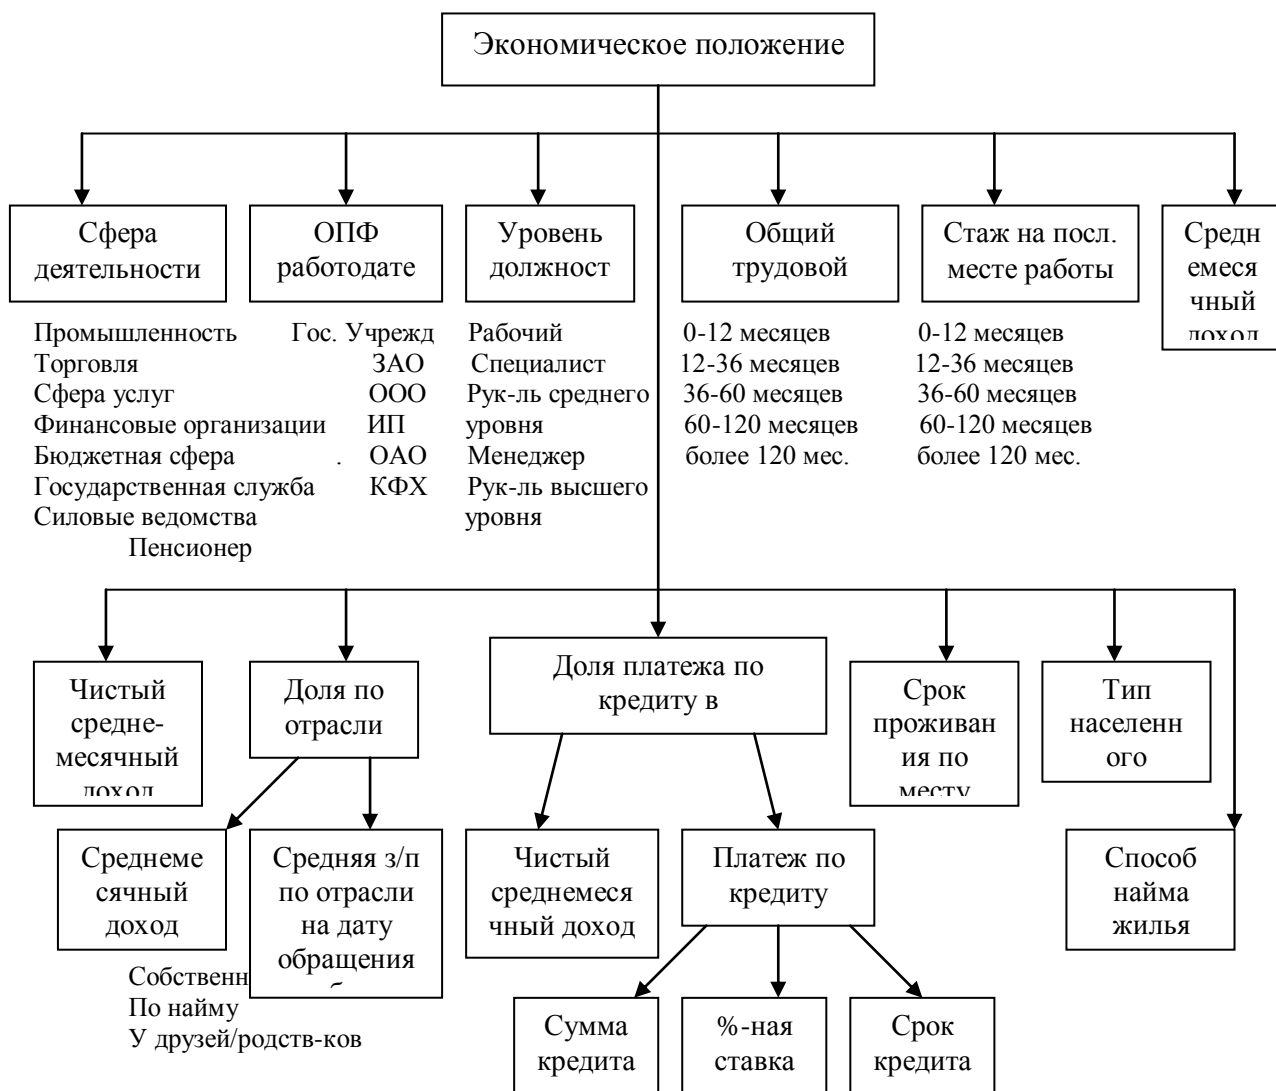 Экономическое положение
Сфера
деятельности
ОПФ
работодате
Уровень
должност
Общий
трудовой
Стаж на посл.
месте работы
Средн
емеся
чный
доход
Промышленность
Торговля
Сфера услуг
Финансовые организации
Бюджетная сфера
Государственная служба
Силовые ведомства
Пенсионер
Гос. Учрежд
ЗАО
ООО
ИП
. ОАО
КФХ
Рабочий
Специалист
Рук-ль среднего
уровня
Менеджер
Рук-ль высшего
уровня
0-12 месяцев
12-36 месяцев
36-60 месяцев
60-120 месяцев
более 120 мес.
0-12 месяцев
12-36 месяцев
36-60 месяцев
60-120 месяцев
более 120 мес.
Чистый
средне-
месячный
доход
Доля по
отрасли
Доля платежа по
кредиту в
Срок
проживан
ия по
месту
Тип
населенн
ого
Среднеме
сячный
доход
Средняя з/п
по отрасли
на дату
обращения
Чистый
среднемеся
чный доход
Платеж по
кредиту
Способ
найма
жилья
Собственн
По найму
У друзей/родств-ков
Сумма
кредита
%-ная
ставка
Срок
кредита